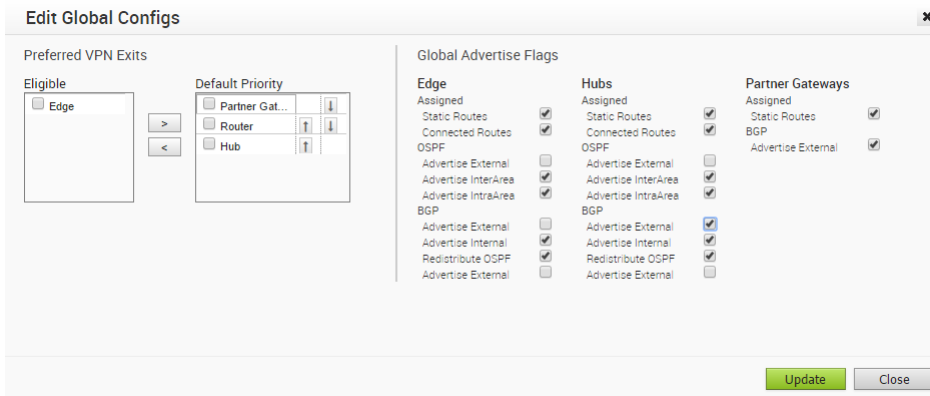 Edit Global Configs
Preferred VPN Exits
Eligible
Edge
>
<
Default Priority
Partner Gat...
Router
Hub
Global Advertise Flags
Edge
Assigned
Static Routes
Connected Routes
OSPF
Advertise External
Advertise InterArea
Advertise IntraArea
BGP
Advertise External
Advertise Internal
Redistribute OSPF
Advertise External
Hubs
Assigned
Static Routes
Connected Routes
OSPF
Advertise External
Advertise InterArea
Advertise IntraArea
BGP
Advertise External
Advertise Internal
Redistribute OSPF
Advertise External
Partner Gateways
Assigned
Static Routes
BGP
Advertise External
Update
Close